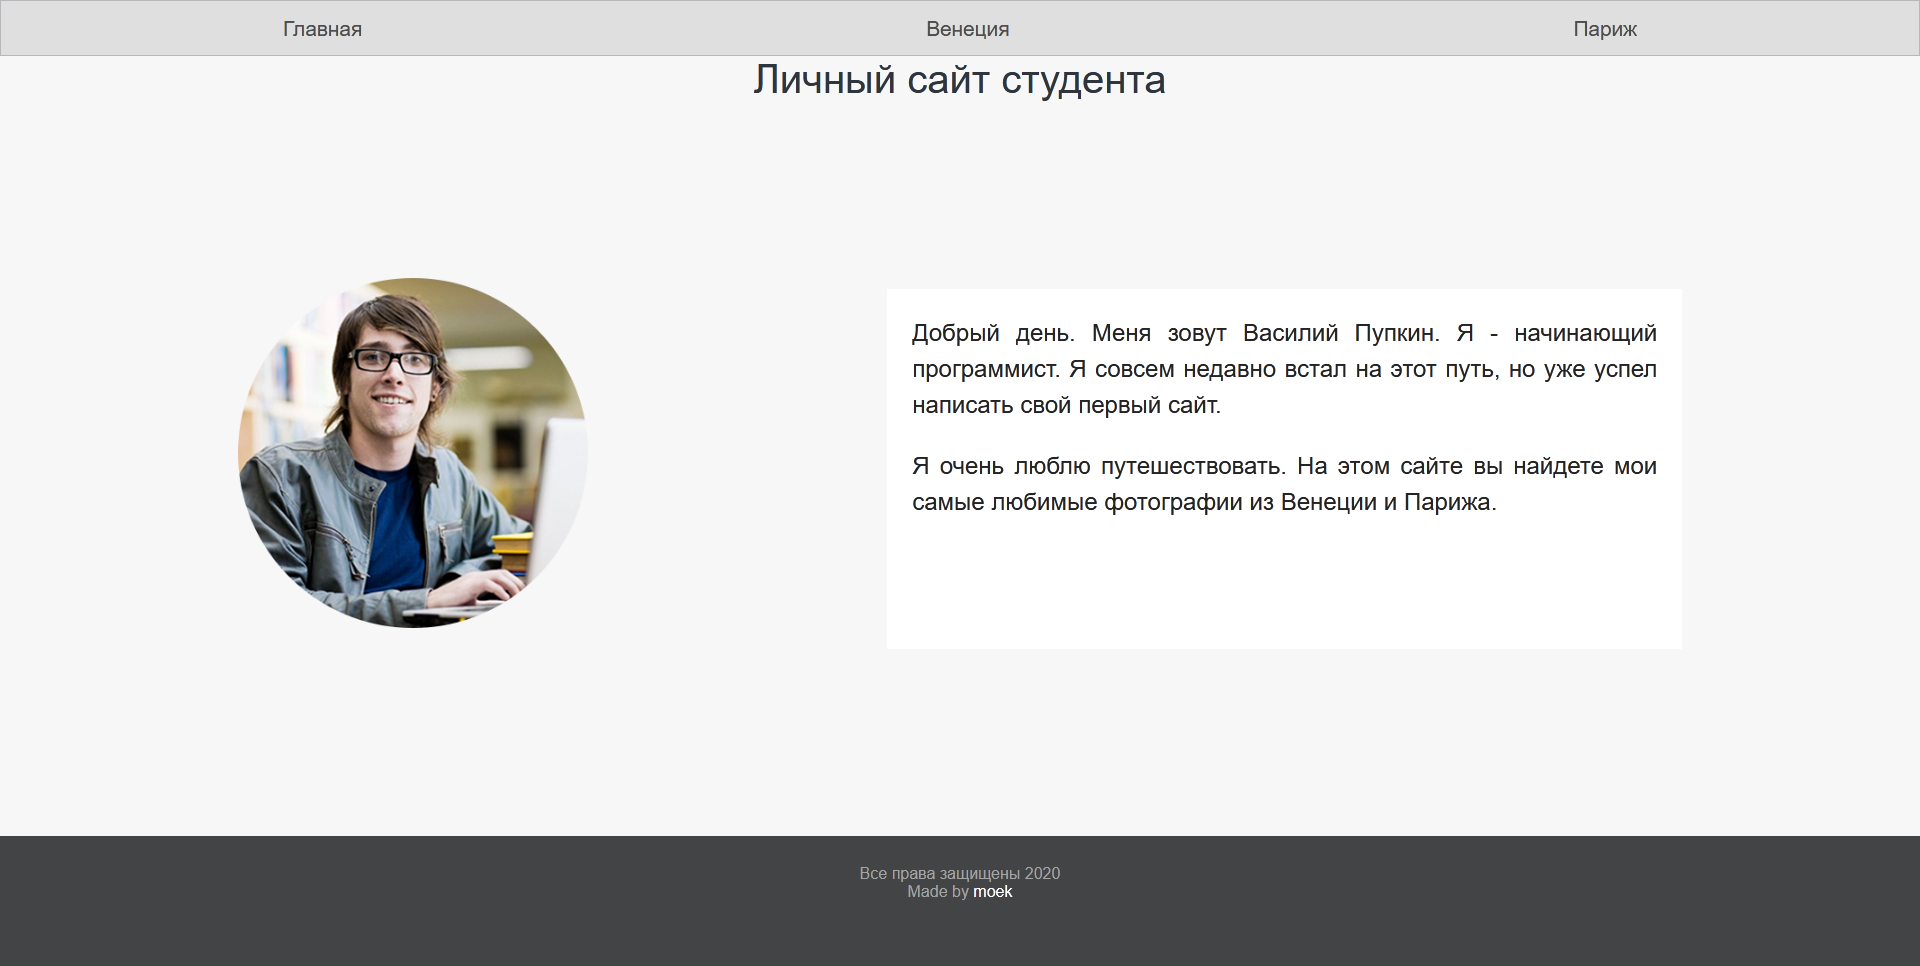 Главная Венеция Париж
Личный сайт студента
Добрый день. Меня зовут Василий Пупкин. Я - начинающий
программист. Я совсем недавно встал на этот путь, но уже успел
написать свой первый сайт.
Я очень люблю путешествовать. На этом сайте вы найдете мои
самые любимые фотографии из Венеции и Парижа.
Все права защищены 2020
Made by moek